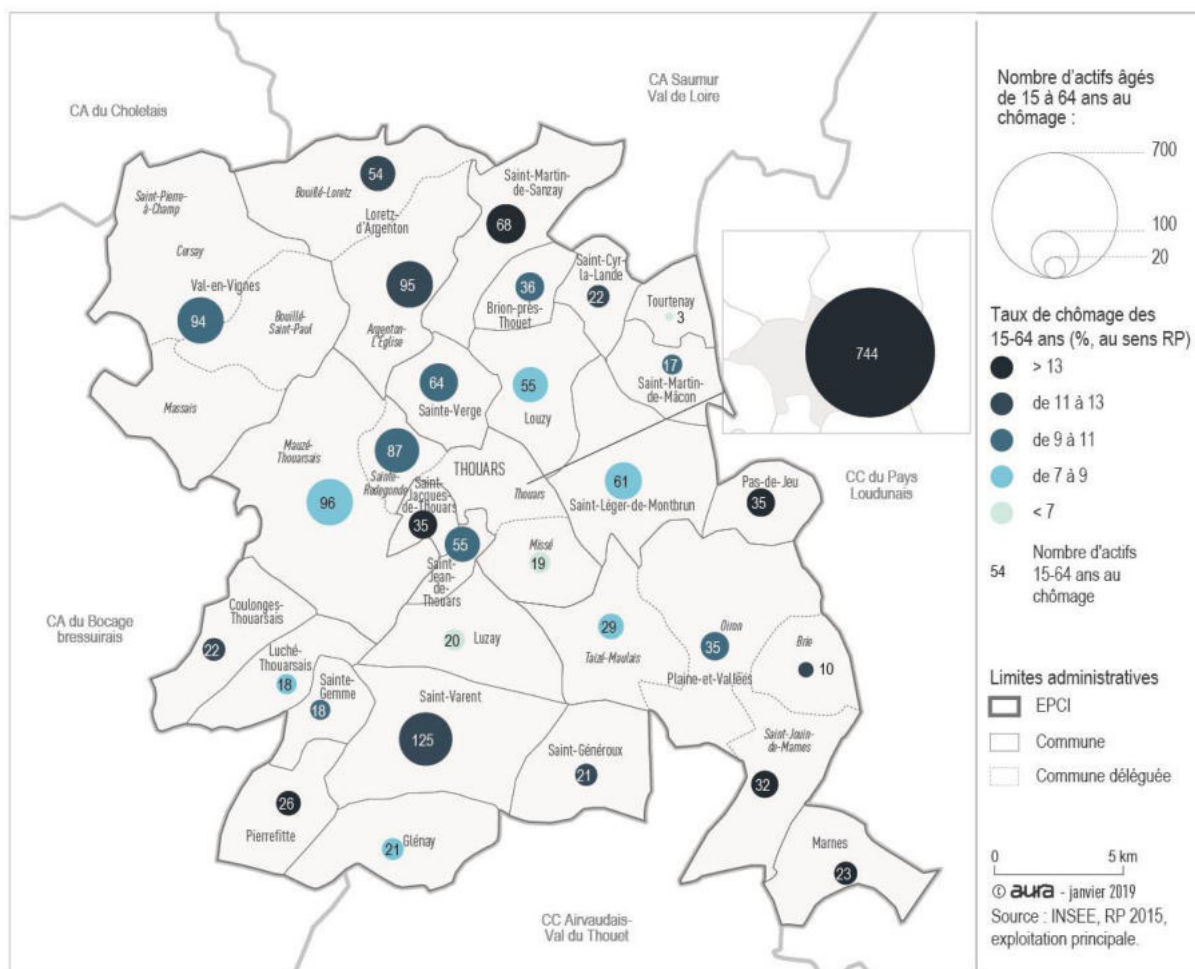 CA du Choletais
CA Saumur
Val de Loire
Saint-Pierre-
à-Champ
Cersay
Val-en-Vignes
94
Bouillé-
Saint-Paul
Massais
Bouillé-Loretz
54
Loretz-
d'Argenton
95
Argenton-
L'Église
Saint-Martin-
de-Sanzay
68
36
Brion-près-
Thouet
Saint-Cyr-
la-Lande
22
Tourtenay
3
17
Saint-Martin-
de-Mâcon
64
Sainte-Verge
55
Louzy
744
Mauzé-
Thouarsais
96
87
Sainte-
Radegonde
THOUARS
Thouars
Saint-
Jacques-
de-Thouars
35
55
Saint-
Jean-
de-
Thouars
61
Saint-Léger-de-Montbrun
Pas-de-Jeu
35
CC du Pays
Loudunais
Missé
19
CA du Bocage
bressuirais
Coulonges-
Thouarsais
22
Luché-
Thouarsais
18
Sainte-
Gemme
18
20
Luzay
29
Taizé-Maulais
Oiron
35
Plaine-et-Vallées
Brie
10
Saint-Varent
125
Saint-Généroux
21
Saint-Jouin-
de-Marnes
32
26
Pierrefitte
21
Glénay
Marnes
23
CC Airvaudais-
Val du Thouet
Nombre d'actifs âgés
de 15 à 64 ans au
chômage :
700
100
20
Taux de chômage des
15-64 ans (%, au sens RP)
> 13
de 11 à 13
de 9 à 11
de 7 à 9
< 7
54 Nombre d'actifs
15-64 ans au
chômage
Limites administratives
EPCI
Commune
Commune déléguée
0 5 km
© aura - janvier 2019
Source : INSEE, RP 2015,
exploitation principale.